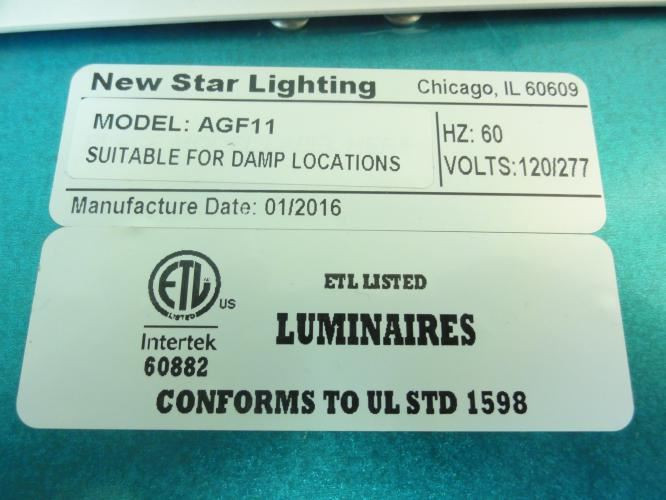 New Star Lighting Chicago, IL 60609
MODEL: AGF11
SUITABLE FOR DAMP LOCATIONS
HZ: 60
VOLTS:120/277
Manufacture Date: 01/2016
ETL
LISTED
US
Intertek
60882
ETL LISTED
LUMINAIRES
CONFORMS TO UL STD 1598